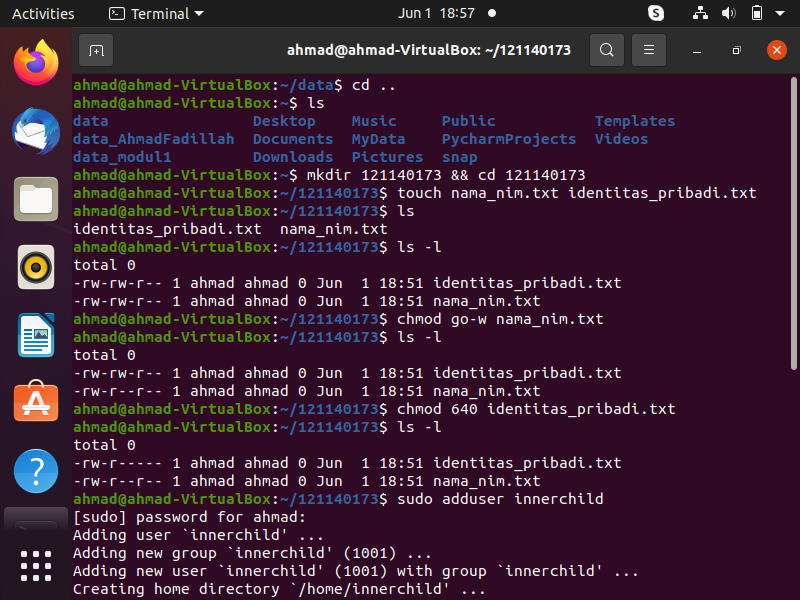 Activities
Terminal
Jun 1 18:57
S
ahmad@ahmad-VirtualBox: ~/121140173
ahmad@ahmad-VirtualBox:~/data$ cd ..
ahmad@ahmad-VirtualBox:~$ ls
data Desktop Music Public Templates
data_AhmadFadillah Documents MyData PycharmProjects Videos
data_modul1 Downloads Pictures snap
ahmad@ahmad-VirtualBox:~$ mkdir 121140173 && cd 121140173
ahmad@ahmad-VirtualBox:~/121140173$ touch nama_nim.txt identitas_pribadi.txt
ahmad@ahmad-VirtualBox:~/121140173$ ls
identitas_pribadi.txt nama_nim.txt
ahmad@ahmad-VirtualBox:~/121140173$ ls -l
total 0
-rw-rw-r-- 1 ahmad ahmad 0 Jun 1 18:51 identitas_pribadi.txt
-rw-rw-r-- 1 ahmad ahmad 0 Jun 1 18:51 nama_nim.txt
ahmad@ahmad-VirtualBox:~/121140173$ chmod go-w nama_nim.txt
ahmad@ahmad-VirtualBox:~/121140173$ ls -l
total 0
-rw-rw-r-- 1 ahmad ahmad 0 Jun 1 18:51 identitas_pribadi.txt
-rw-r--r-- 1 ahmad ahmad 0 Jun 1 18:51 nama_nim.txt
ahmad@ahmad-VirtualBox:~/121140173$ chmod 640 identitas_pribadi.txt
ahmad@ahmad-VirtualBox:~/121140173$ ls -l
total 0
-rw-r----- 1 ahmad ahmad 0 Jun 1 18:51 identitas_pribadi.txt
-rw-r--r-- 1 ahmad ahmad 0 Jun 1 18:51 nama_nim.txt
ahmad@ahmad-VirtualBox:~/121140173$ sudo adduser innerchild
[sudo] password for ahmad:
Adding user `innerchild' ...
Adding new group `innerchild' (1001) ...
Adding new user `innerchild' (1001) with group `innerchild' ...
Creating home directory `/home/innerchild' ...